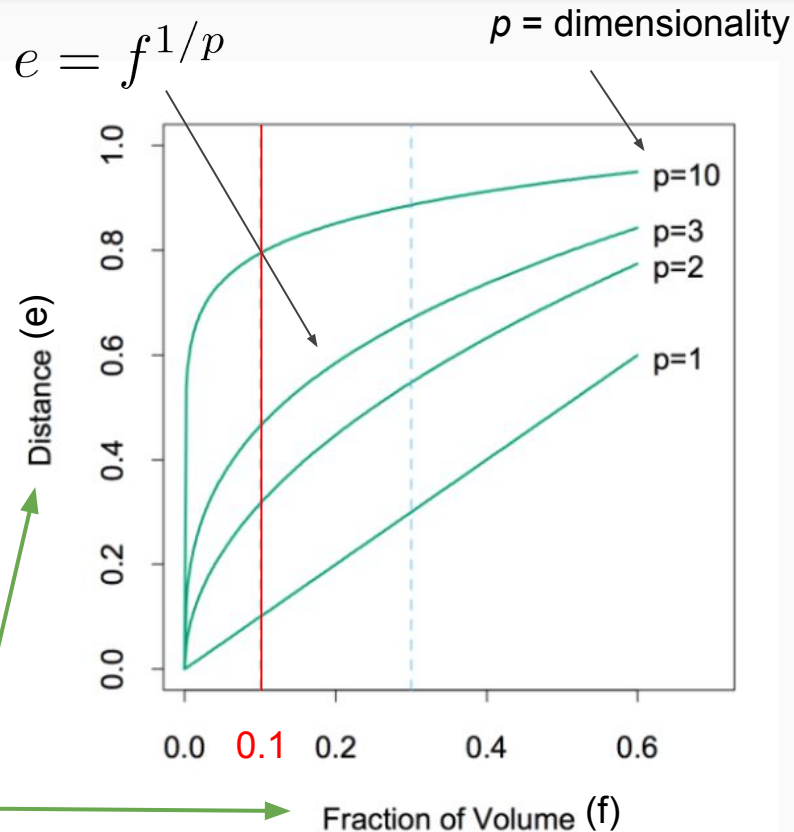 e = f^{1/p}
p = dimensionality
1.0
0.8
0.6
0.4
0.2
0.0
Distance (e)
p=10
p=3
p=2
p=1
0.0 0.1 0.2 0.4 0.6
Fraction of Volume (f)